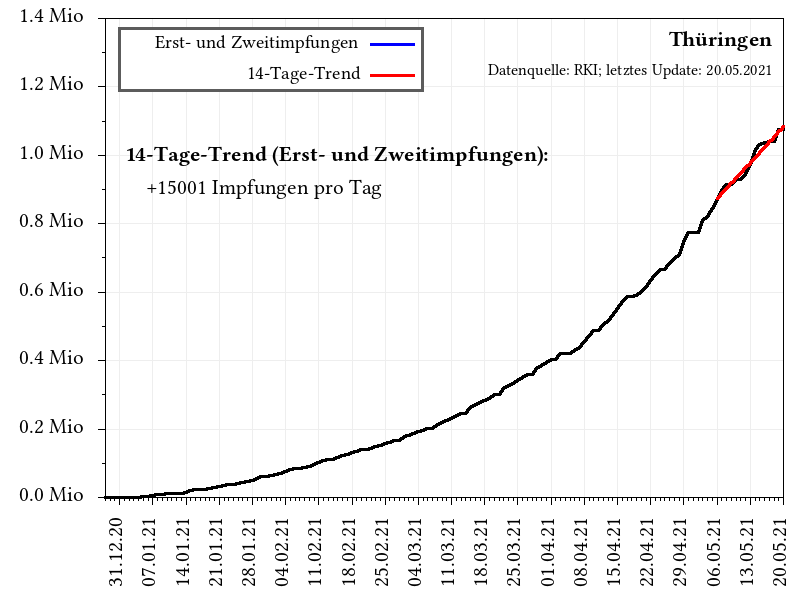 1.4 Mio
1.2 Mio
1.0 Mio
0.8 Mio
0.6 Mio
0.4 Mio
0.2 Mio
0.0 Mio
Erst- und Zweitimpfungen
14-Tage-Trend
Thüringen
Datenquelle: RKI; letztes Update: 20.05.2021
14-Tage-Trend (Erst- und Zweitimpfungen):
+15001 Impfungen pro Tag
31.12.20
07.01.21
14.01.21
21.01.21
28.01.21
04.02.21
11.02.21
18.02.21
25.02.21
04.03.21
11.03.21
18.03.21
25.03.21
01.04.21
08.04.21
15.04.21
22.04.21
29.04.21
06.05.21
13.05.21
20.05.21